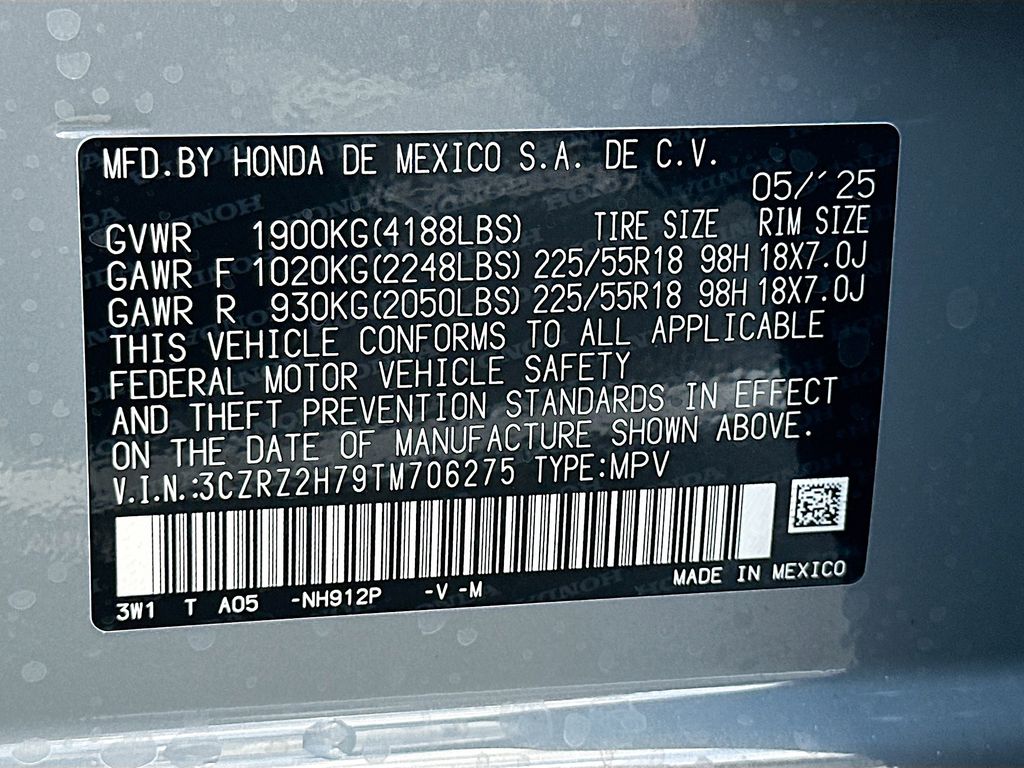 MFD.BY HONDA DE MEXICO S.A. DE C.V.
05/´25
GVWR 1900KG(4188LBS) TIRE SIZE RIM SIZE
GAWR F 1020KG(2248LBS) 225/55R18 98H 18X7.0J
GAWR R 930KG(2050LBS) 225/55R18 98H 18X7.0J
THIS VEHICLE CONFORMS TO ALL APPLICABLE
FEDERAL MOTOR VEHICLE SAFETY
AND THEFT PREVENTION STANDARDS IN EFFECT
ON THE DATE OF MANUFACTURE SHOWN ABOVE.
V.I.N.:3CZRZ2H79TM706275 TYPE:MPV
3W1 T A05 -NH912P -V -M MADE IN MEXICO